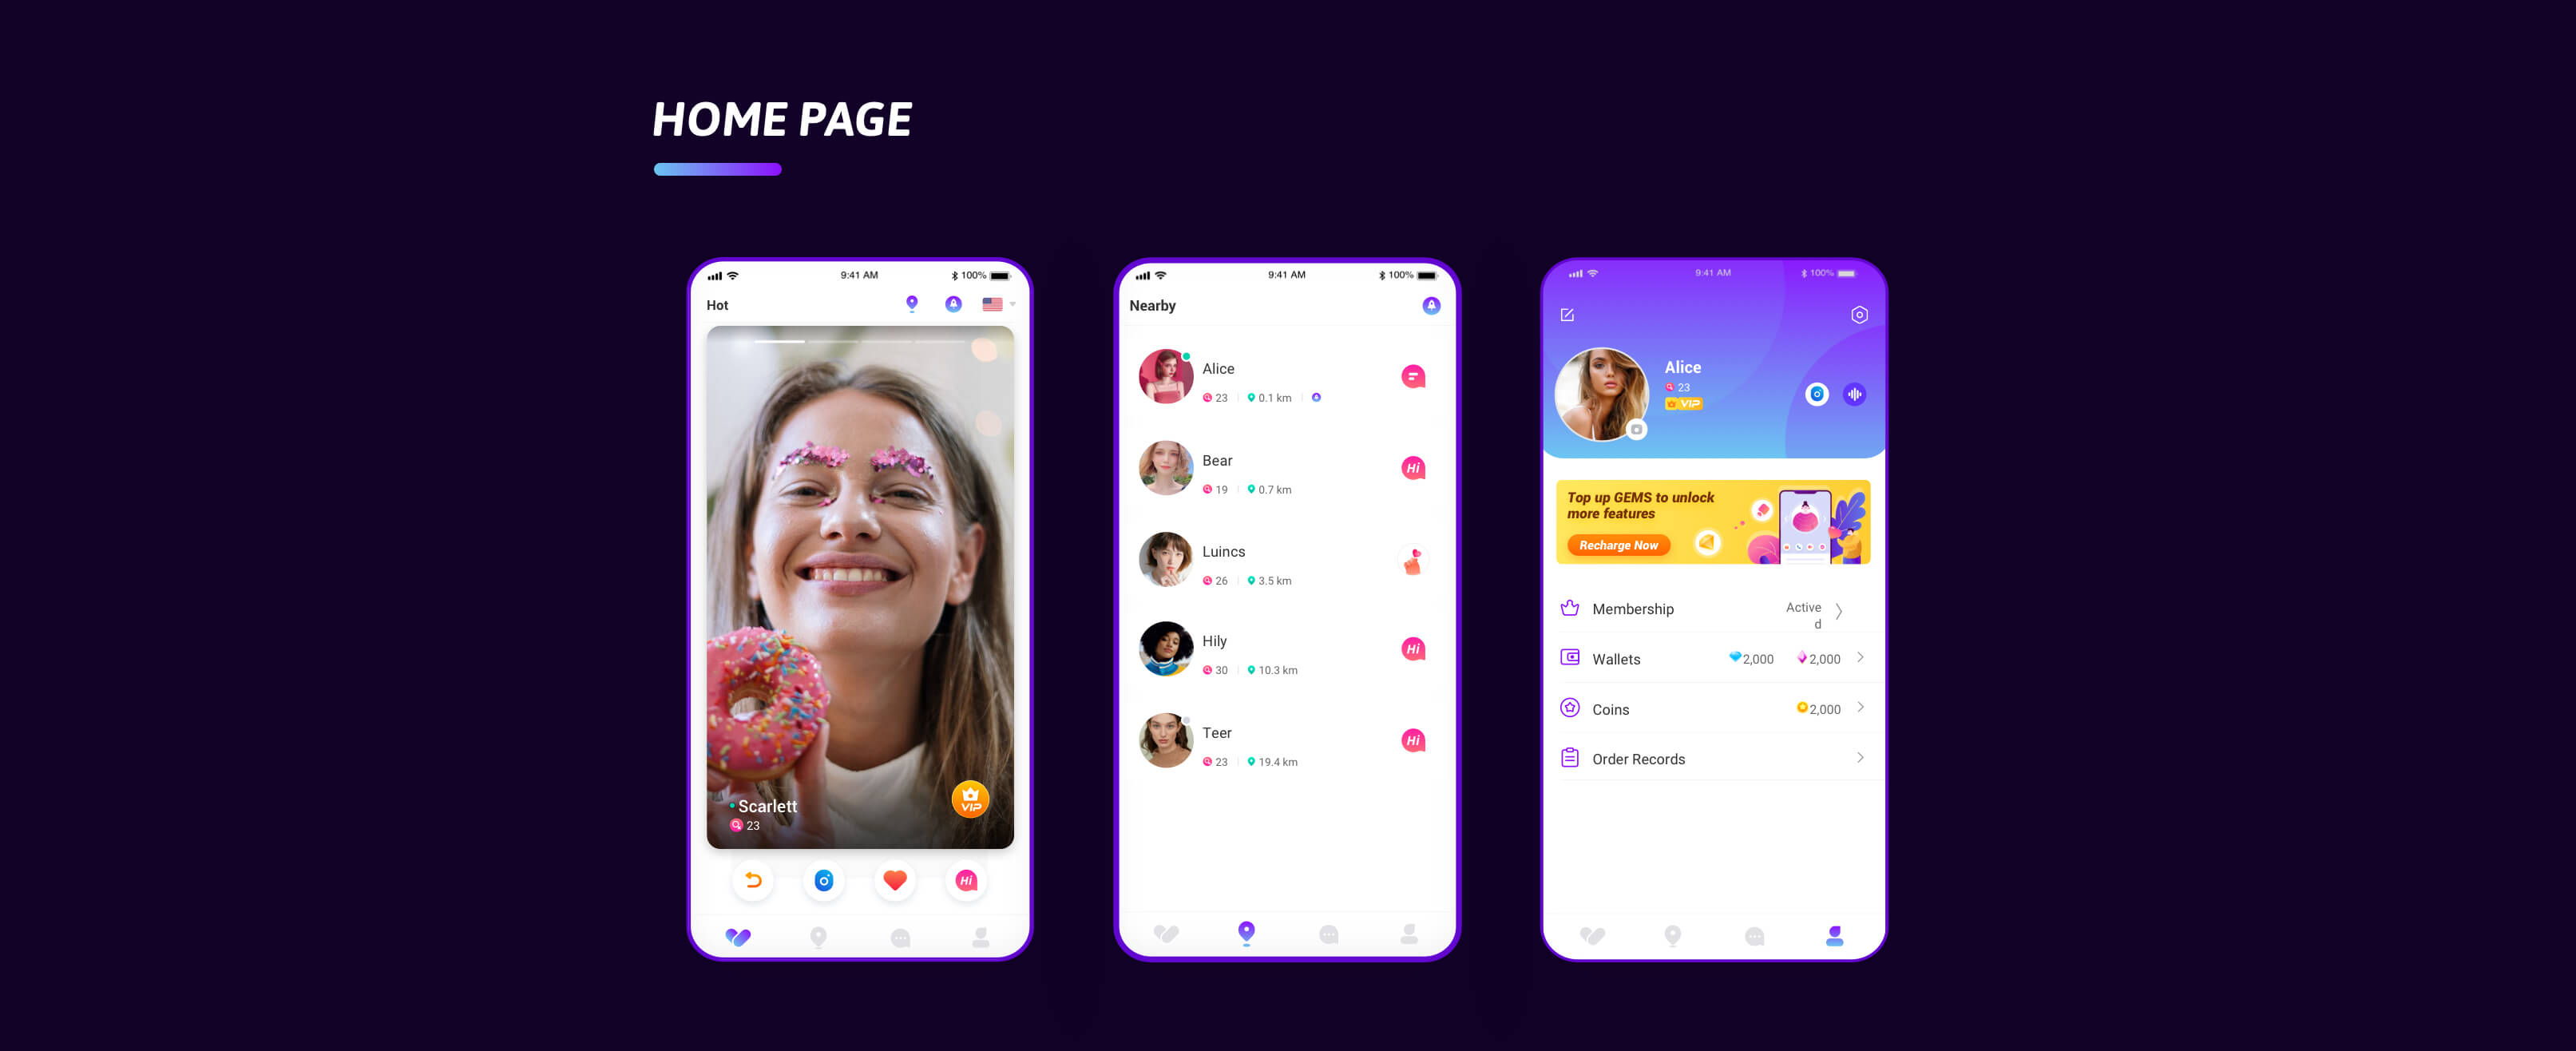 HOME PAGE
9:41 AM
100%
Hot
Scarlett
23
VIP
Hi
9:41 AM
100%
Nearby
Alice
23
0.1 km
Bear
19
0.7 km
Hi
Luincs
26
3.5 km
Hily
30
10.3 km
Hi
Teer
23
19.4 km
Hi
9:41 AM
100%
Alice
23
VIP
Top up GEMS to unlock
more features
Recharge Now
Membership
Active
d
Wallets
2,000
2,000
Coins
2,000
Order Records